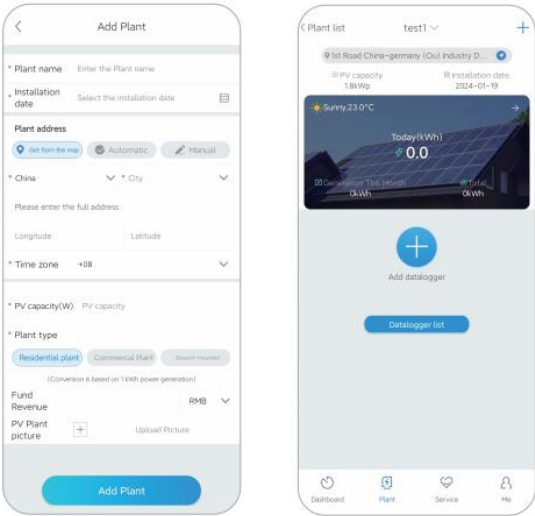 Add Plant
* Plant name Enter the Plant name
* Installation date Select the installation date
Plant address
Get from the map Automatic Manual
* China * City
Please enter the full address
Longitude Latitude
* Time zone +08
* PV capacity(W) PV capacity
* Plant type
Residential plant Commercial Plant Ground-mounted
(Conversion is based on 1 kWh power generation)
Fund Revenue RMB
PV Plant picture Upload Picture
Add Plant
Plant list test1
1st Road China-germany (Ou) Industry D...
PV capacity Installation date
1.8kWp 2024-01-19
Sunny,23.0°C
Today(kWh)
0.0
Generation This Month Total
0kWh 0kWh
Add datalogger
Datalogger list
Dashboard Plant Service Me